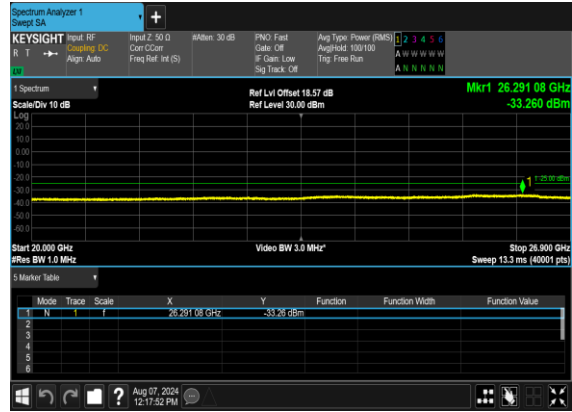 Spectrum Analyzer 1
Swept SA
+
KEYSIGHT Input: RF Input Z: 50 Ω #Atten: 30 dB PNO: Fast Avg Type: Power (RMS) 1 2 3 4 5 6
R T Coupling: DC Corr CCorr Gate: Off Avg|Hold: 100/100 A W W W W W
Align: Auto Freq Ref: Int (S) IF Gain: Low Trig: Free Run
LW Sig Track: Off A N N N N N
1 Spectrum Ref Lvl Offset 18.57 dB Mkr1 26.291 08 GHz
Scale/Div 10 dB Ref Level 30.00 dBm -33.260 dBm
Log
20.0
10.0
0.00
-10.0
-20.0
1 -25.00 dBm
-30.0
-40.0
-50.0
-60.0
Start 20.000 GHz Video BW 3.0 MHz* Stop 26.900 GHz
#Res BW 1.0 MHz Sweep 13.3 ms (40001 pts)
5 Marker Table
Mode Trace Scale X Y Function Function Width Function Value
1 N 1 f 26.291 08 GHz -33.26 dBm
2
3
4
5
6
? Aug 07, 2024
12:17:52 PM